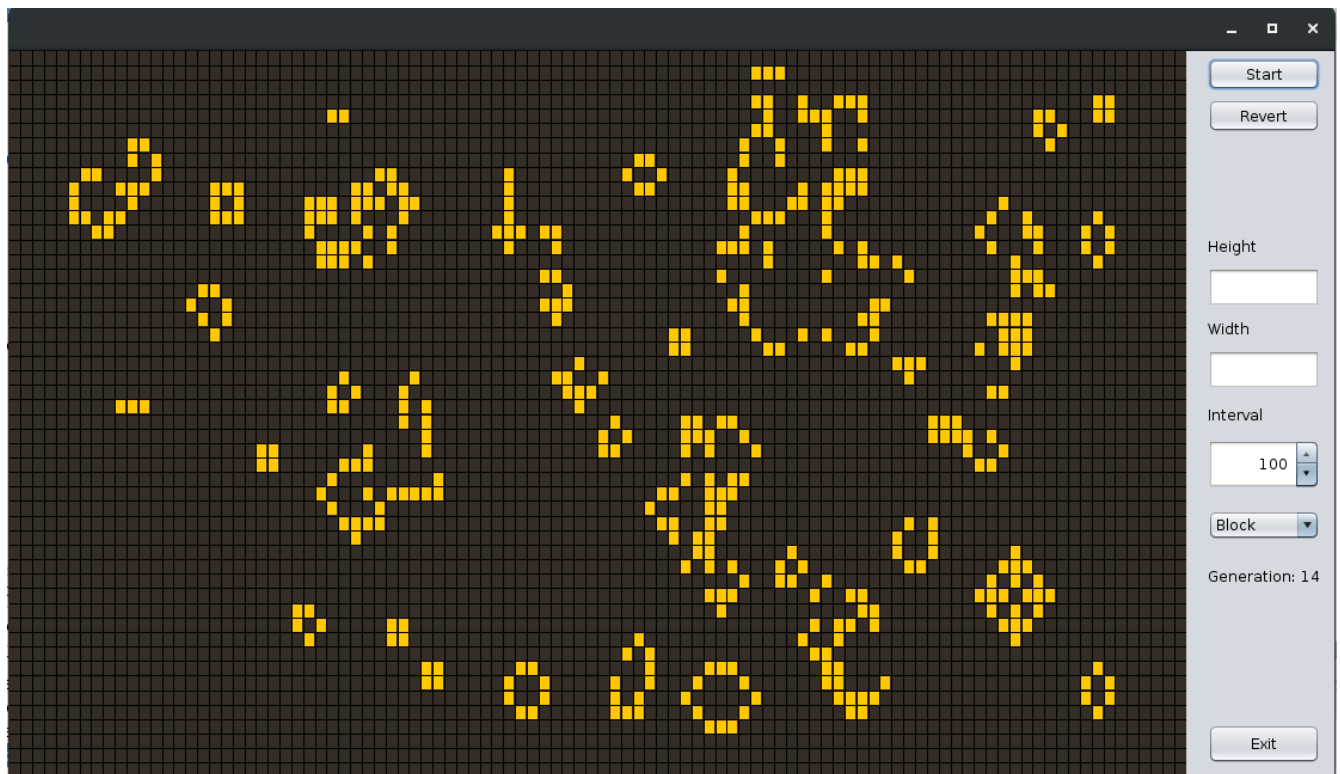 Start
Revert
Height
Width
Interval
100
Block
Generation: 14
Exit